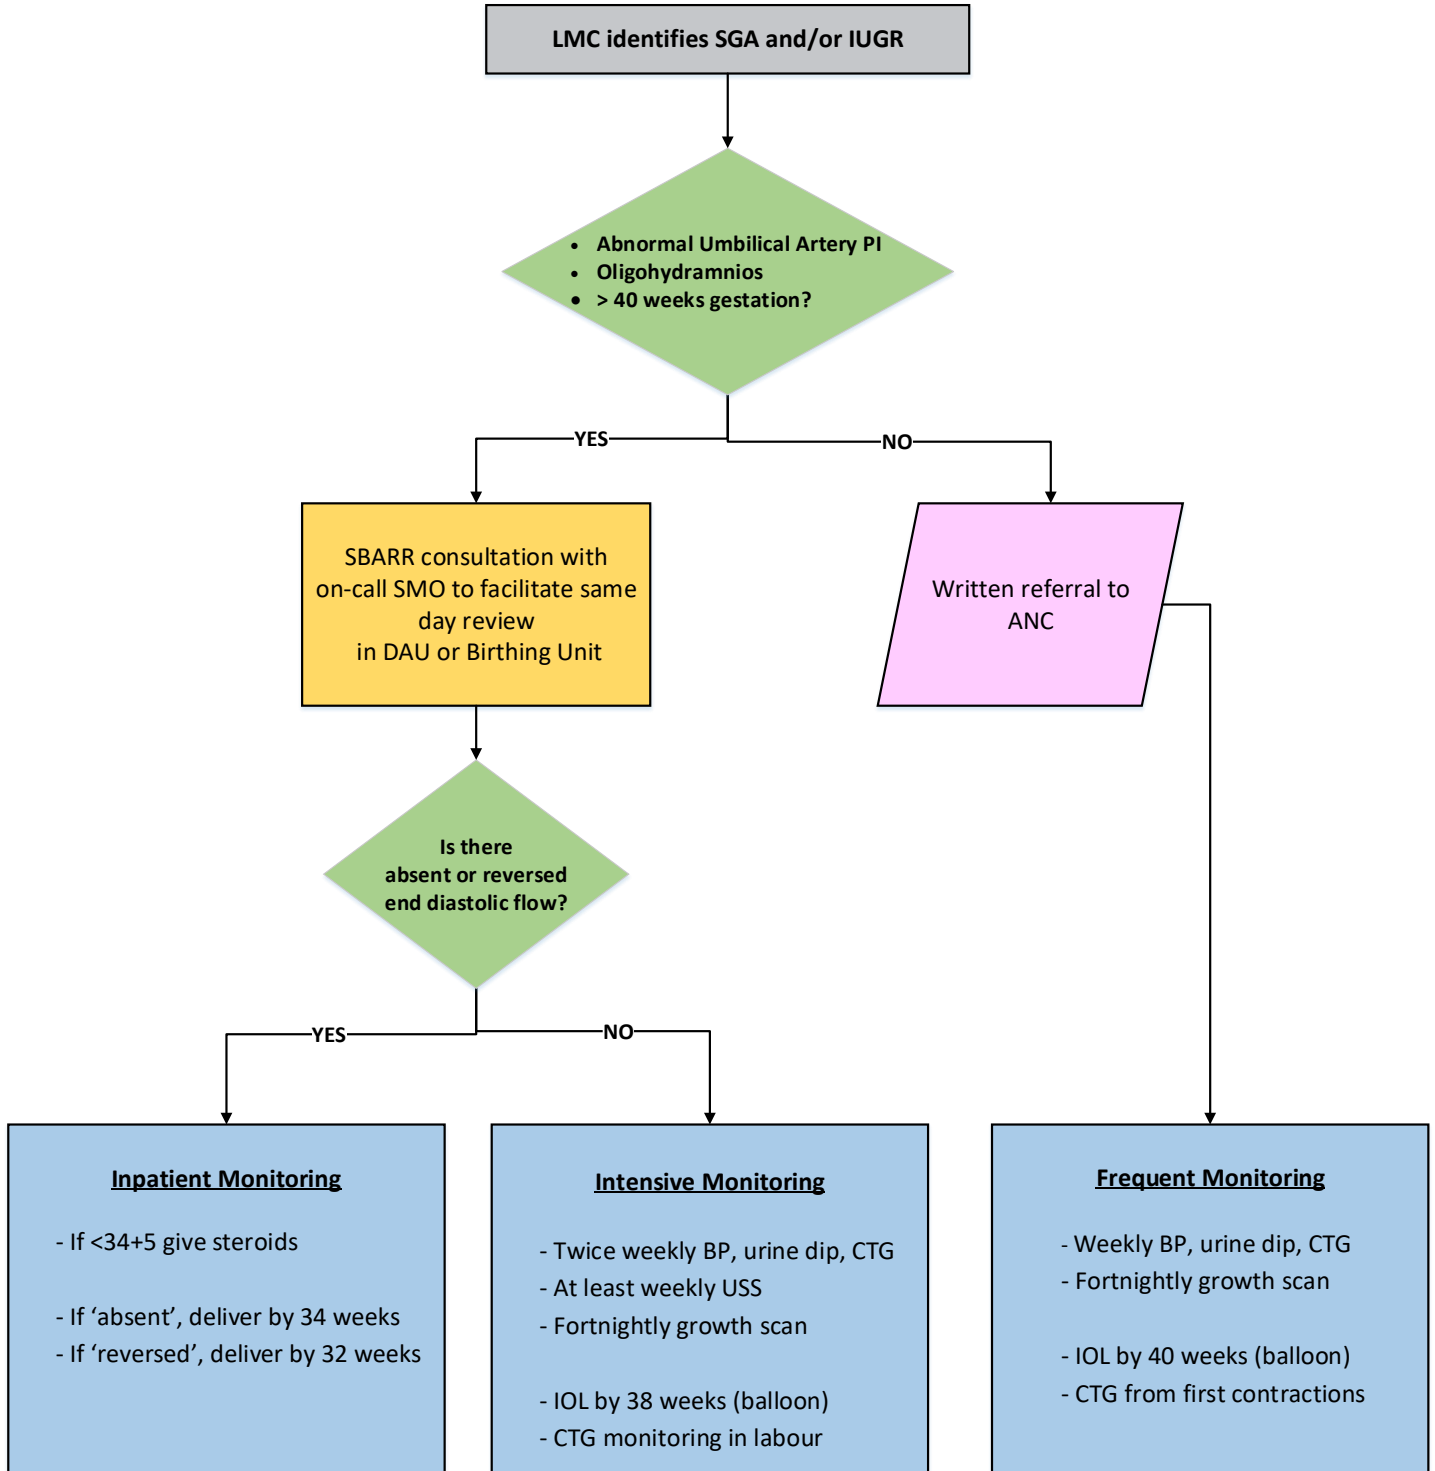 LMC identifies SGA and/or IUGR
• Abnormal Umbilical Artery PI
• Oligohydramnios
• > 40 weeks gestation?
YES
NO
SBARR consultation with
on-call SMO to facilitate same
day review
in DAU or Birthing Unit
Written referral to
ANC
Is there
absent or reversed
end diastolic flow?
YES
NO
Inpatient Monitoring
- If <34+5 give steroids
- If ‘absent’, deliver by 34 weeks
- If ‘reversed’, deliver by 32 weeks
Intensive Monitoring
- Twice weekly BP, urine dip, CTG
- At least weekly USS
- Fortnightly growth scan
- IOL by 38 weeks (balloon)
- CTG monitoring in labour
Frequent Monitoring
- Weekly BP, urine dip, CTG
- Fortnightly growth scan
- IOL by 40 weeks (balloon)
- CTG from first contractions